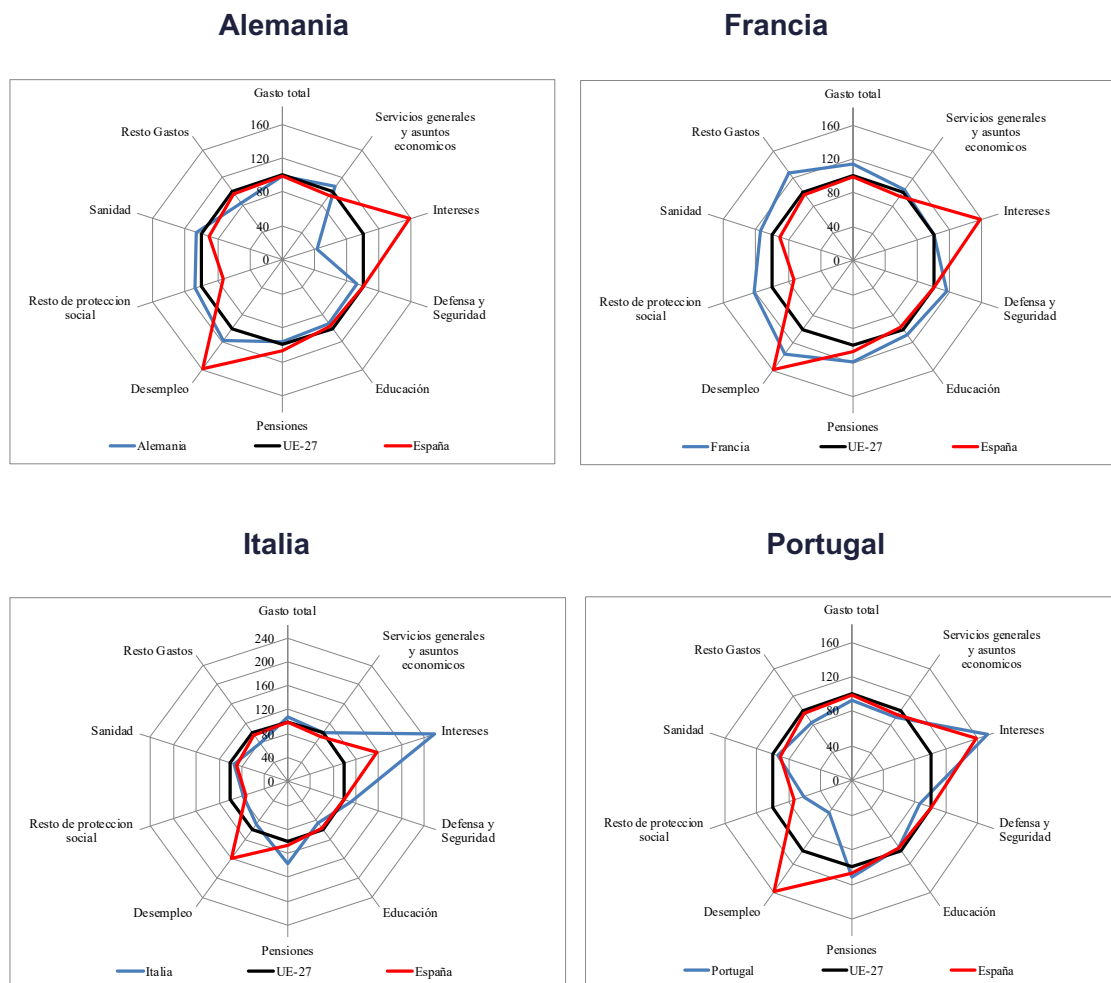 Alemania
Gasto total
160
Servicios generales
y asuntos
economicos
Resto Gastos
120
80
Sanidad
Intereses
40
0
Resto de proteccion
social
Defensa y
Seguridad
Desempleo
Educación
Pensiones
Alemania
UE-27
España
Francia
Gasto total
160
Servicios generales
y asuntos
economicos
Resto Gastos
120
80
Sanidad
Intereses
40
0
Resto de proteccion
social
Defensa y
Seguridad
Desempleo
Educación
Pensiones
Francia
UE-27
España
Italia
Gasto total
240
Servicios generales
y asuntos
economicos
Resto Gastos
200
160
120
Sanidad
Intereses
80
40
0
Resto de proteccion
social
Defensa y
Seguridad
Desempleo
Educación
Pensiones
Italia
UE-27
España
Portugal
Gasto total
160
Servicios generales
y asuntos
economicos
Resto Gastos
120
80
Sanidad
Intereses
40
0
Resto de proteccion
social
Defensa y
Seguridad
Desempleo
Educación
Pensiones
Portugal
UE-27
España